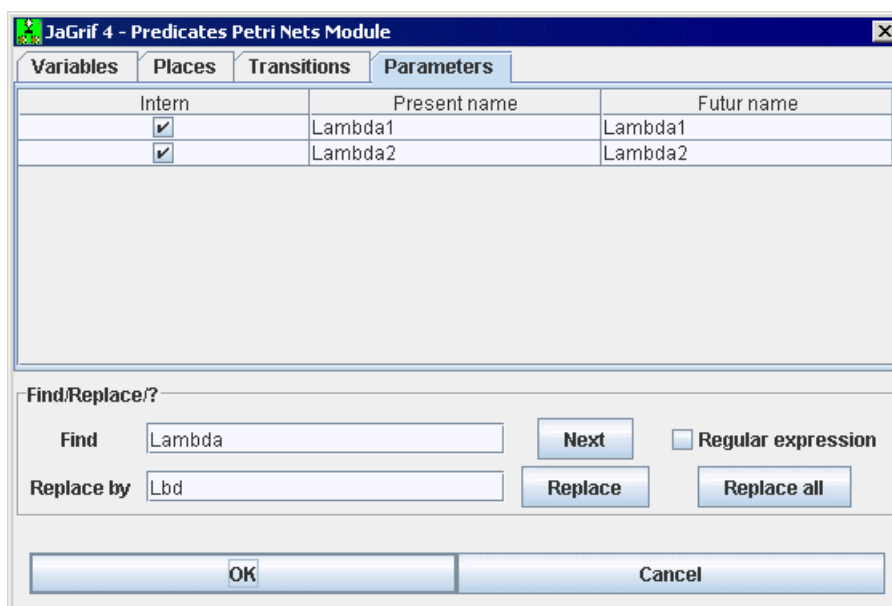 JaGrif 4 - Predicates Petri Nets Module
Variables Places Transitions Parameters
Intern Present name Futur name
Lambda1 Lambda1
Lambda2 Lambda2
Find/Replace/?
Find Lambda Next Regular expression
Replace by Lbd Replace Replace all
OK Cancel